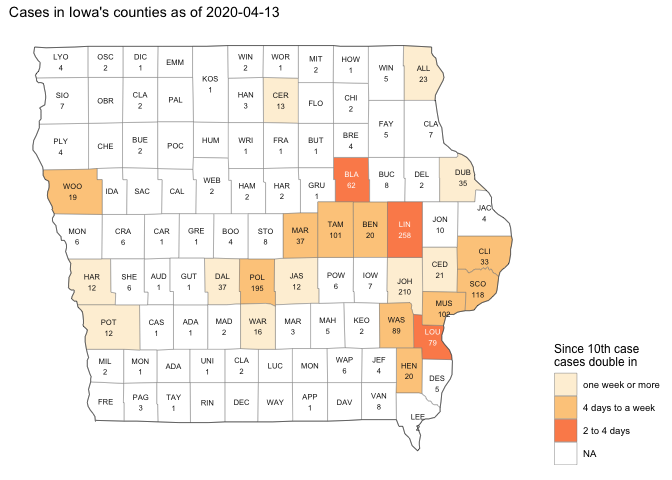 Cases in Iowa's counties as of 2020-04-13
LYO
4
OSC
2
DIC
1
EMM
KOS
1
WIN
2
WOR
1
MIT
2
HOW
1
WIN
5
ALL
23
SIO
7
OBR
CLA
2
PAL
HAN
3
CER
13
FLO
CHI
2
FAY
5
CLA
7
PLY
4
CHE
BUE
2
POC
HUM
WRI
1
FRA
1
BUT
1
BRE
4
WOO
19
IDA
SAC
CAL
WEB
2
HAM
2
HAR
2
GRU
1
BLA
62
BUC
8
DEL
2
DUB
35
JAC
4
MON
6
CRA
6
CAR
1
GRE
1
BOO
4
STO
8
MAR
37
TAM
101
BEN
20
LIN
258
JON
10
CLI
33
HAR
12
SHE
6
AUD
1
GUT
1
DAL
37
POL
195
JAS
12
POW
6
IOW
7
JOH
210
CED
21
SCO
118
MUS
102
POT
12
CAS
1
ADA
1
MAD
2
WAR
16
MAR
3
MAH
5
KEO
2
WAS
89
LOU
79
MIL
2
MON
1
ADA
UNI
1
CLA
2
LUC
MON
WAP
6
JEF
4
HEN
20
DES
5
FRE
PAG
3
TAY
1
RIN
DEC
WAY
APP
1
DAV
VAN
8
LEE
2
Since 10th case
cases double in
one week or more
4 days to a week
2 to 4 days
NA